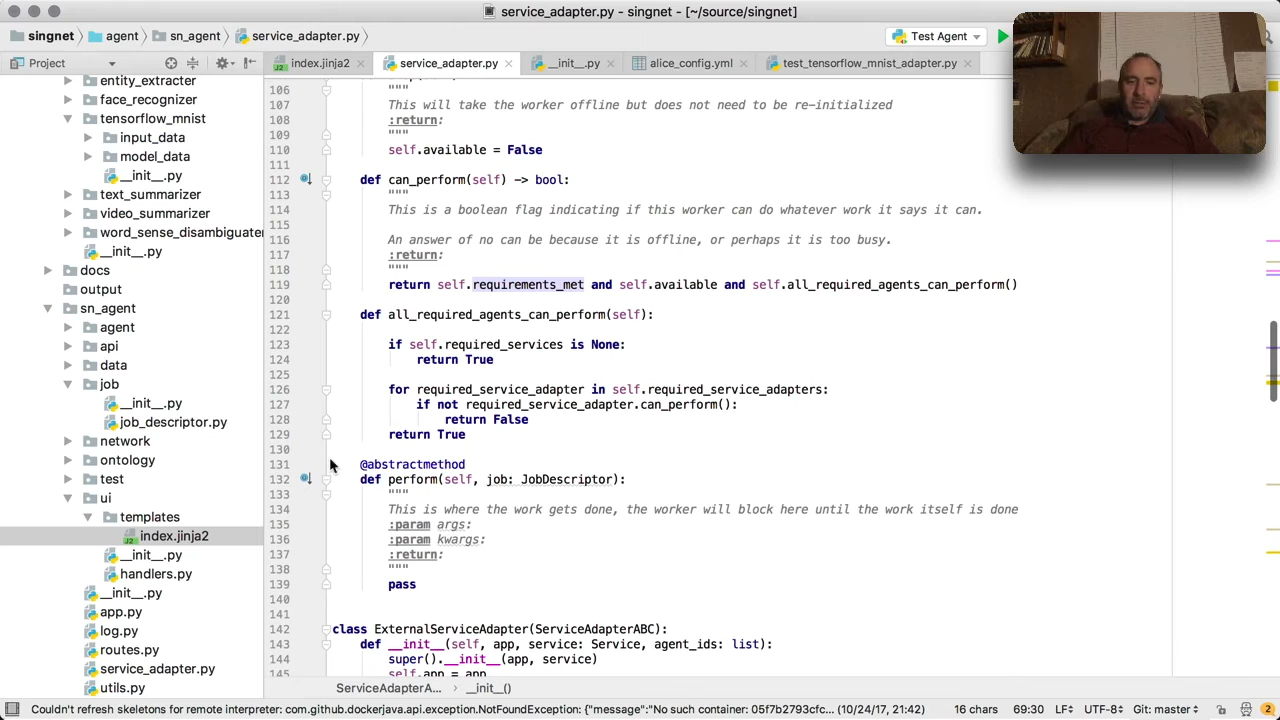 service_adapter.py - singnet - [~/source/singnet]
singnet agent sn_agent service_adapter.py Test Agent
Project index.jinja2 service_adapter.py __init__.py alice_config.yml test_tensorflow_mnist_adapter.py
entity_extracter
face_recognizer
tensorflow_mnist
input_data
model_data
__init__.py
text_summarizer
video_summarizer
word_sense_disambiguater
__init__.py
docs
output
sn_agent
agent
api
data
job
__init__.py
job_descriptor.py
network
ontology
test
ui
templates
index.jinja2
__init__.py
handlers.py
__init__.py
app.py
log.py
routes.py
service_adapter.py
utils.py
106 """
107 This will take the worker offline but does not need to be re-initialized
108 :return:
109 """
110 self.available = False
111
112 def can_perform(self) -> bool:
113 """
114 This is a boolean flag indicating if this worker can do whatever work it says it can.
115
116 An answer of no can be because it is offline, or perhaps it is too busy.
117 :return:
118 """
119 return self.requirements_met and self.available and self.all_required_agents_can_perform()
120
121 def all_required_agents_can_perform(self):
122
123 if self.required_services is None:
124 return True
125
126 for required_service_adapter in self.required_service_adapters:
127 if not required_service_adapter.can_perform():
128 return False
129 return True
130
131 @abstractmethod
132 def perform(self, job: JobDescriptor):
133 """
134 This is where the work gets done, the worker will block here until the work itself is done
135 :param args:
136 :param kwargs:
137 :return:
138 """
139 pass
140
141
142 class ExternalServiceAdapter(ServiceAdapterABC):
143 def __init__(self, app, service: Service, agent_ids: list):
144 super().__init__(app, service)
145 self.app = app
ServiceAdapterA... __init__()
Couldn't refresh skeletons for remote interpreter: com.github.dockerjava.api.exception.NotFoundException: {"message":"No such container: 05f7b2793cfc... (10/24/17, 21:42) 16 chars 69:30 LF UTF-8 Git: master 2